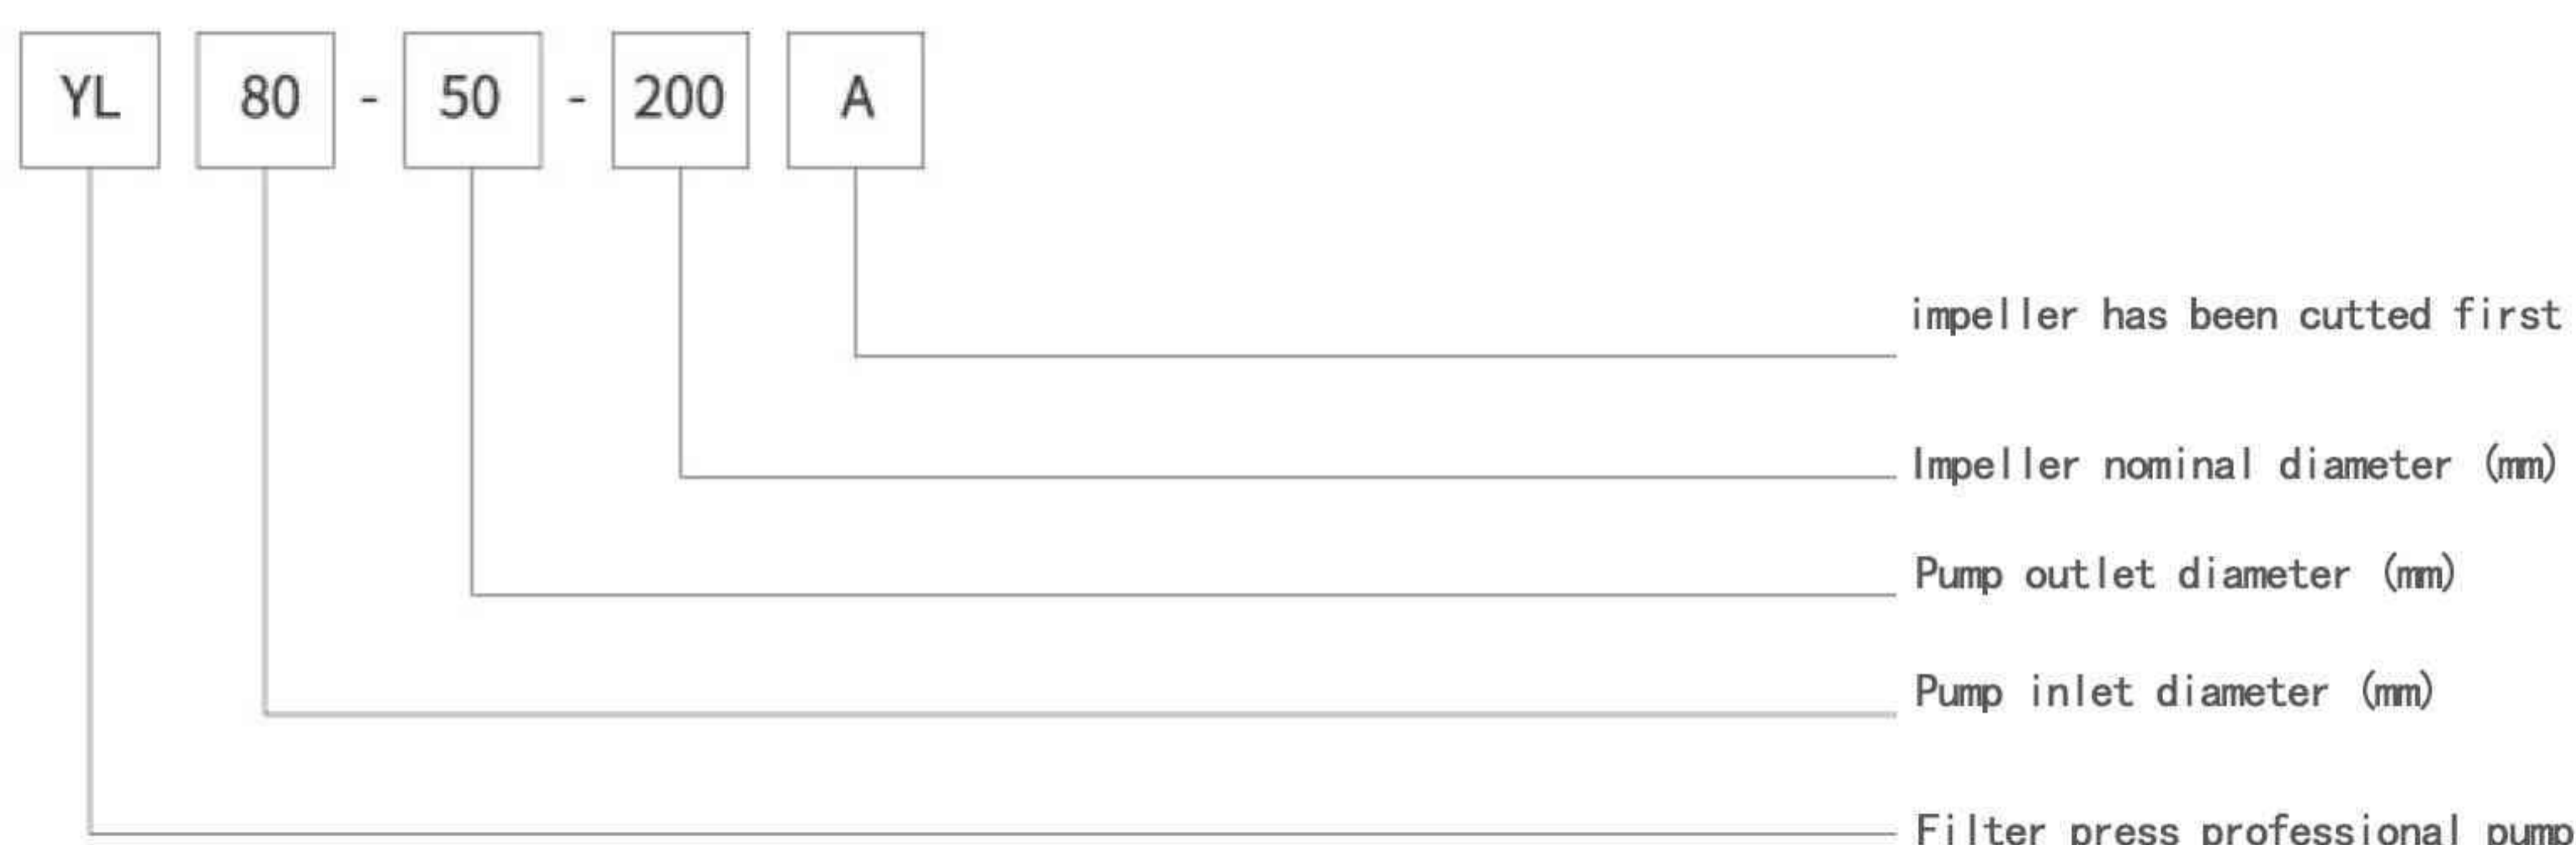 YL 80 - 50 - 200 A
impeller has been cutted first
Impeller nominal diameter (mm)
Pump outlet diameter (mm)
Pump inlet diameter (mm)
Filter press professional pump